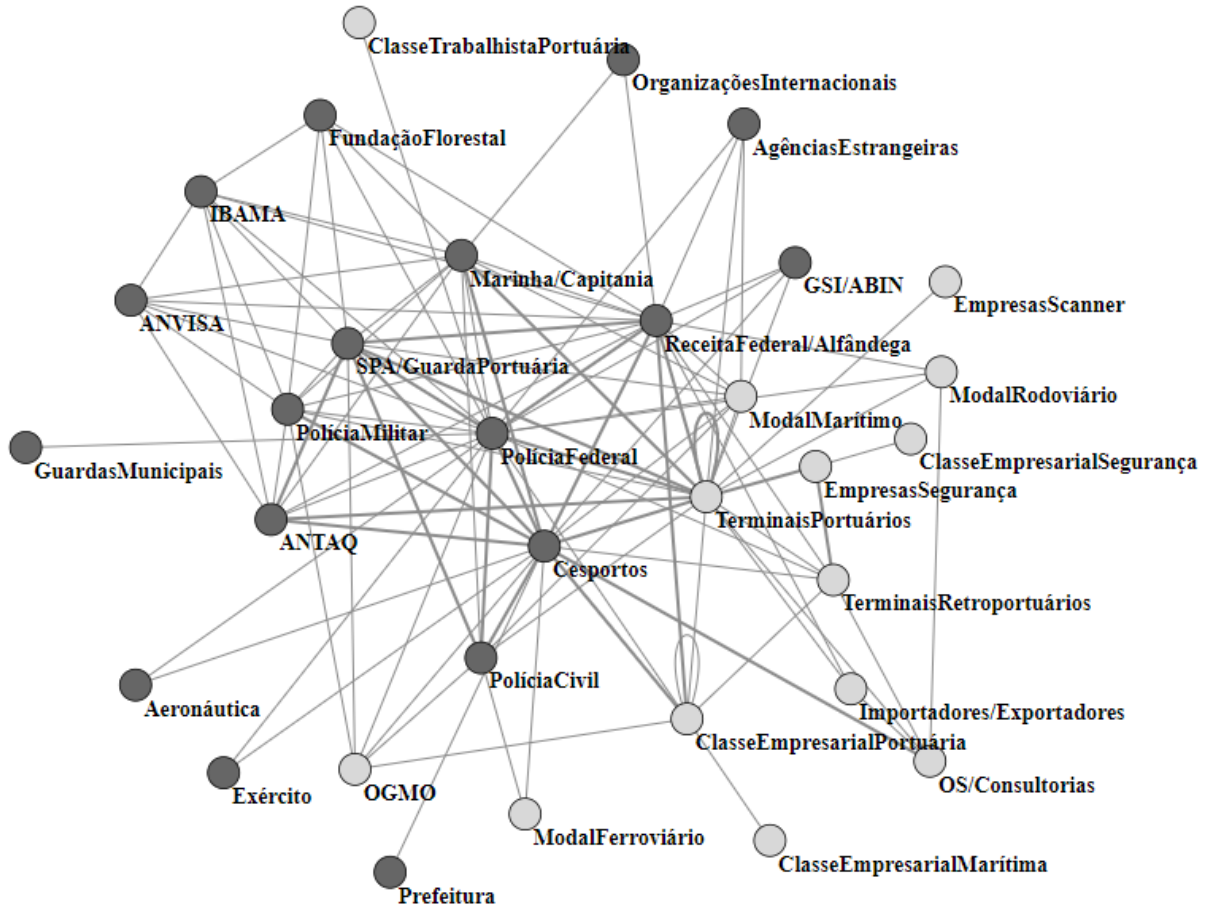 ClasseTrabalhistaPortuária
OrganizaçõesInternacionais
FundaçãoFlorestal
AgênciasEstrangeiras
IBAMA
Marinha/Capitania
GSI/ABIN
EmpresasScanner
ANVISA
ReceitaFederal/Alfândega
SPA/GuardaPortuária
ModalRodoviário
ModalMarítimo
PolíciaMilitar
PolíciaFederal
ClasseEmpresarialSegurança
GuardasMunicipais
EmpresasSegurança
TerminaisPortuários
ANTAQ
Cesportos
TerminaisRetroportuários
PolíciaCivil
Aeronáutica
Importadores/Exportadores
ClasseEmpresarialPortuária
OS/Consultorias
Exército
OGMO
ModalFerroviário
ClasseEmpresarialMarítima
Prefeitura